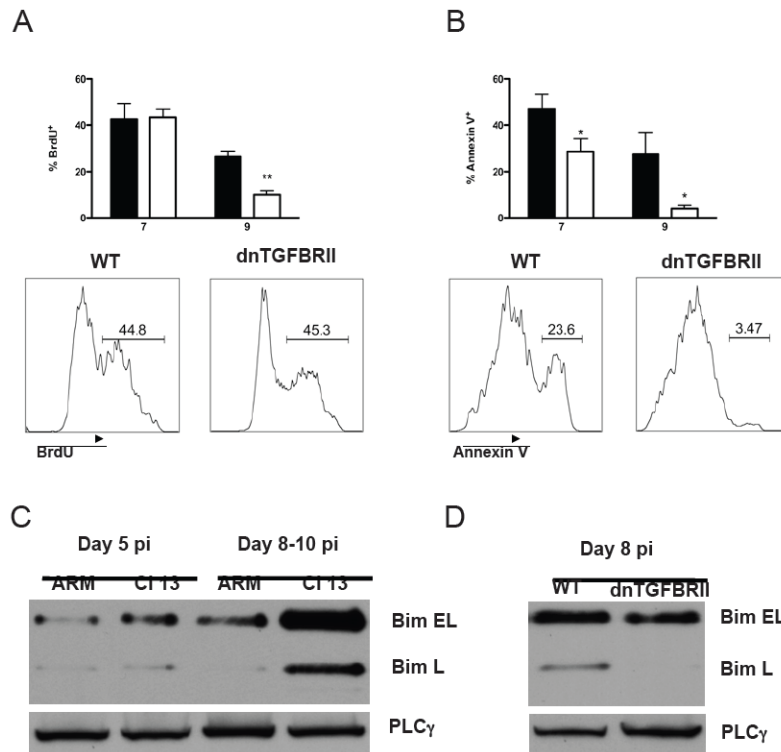 A
B
60
40
20
0
% BrdU⁺
**
7
9
60
40
20
0
% Annexin V⁺
*
*
7
9
WT
dnTGFBRII
WT
dnTGFBRII
44.8
45.3
23.6
3.47
BrdU
Annexin V
C
D
Day 5 pi
Day 8-10 pi
Day 8 pi
ARM
Cl 13
ARM
Cl 13
WT
dnTGFBRII
Bim EL
Bim EL
Bim L
Bim L
PLCγ
PLCγ